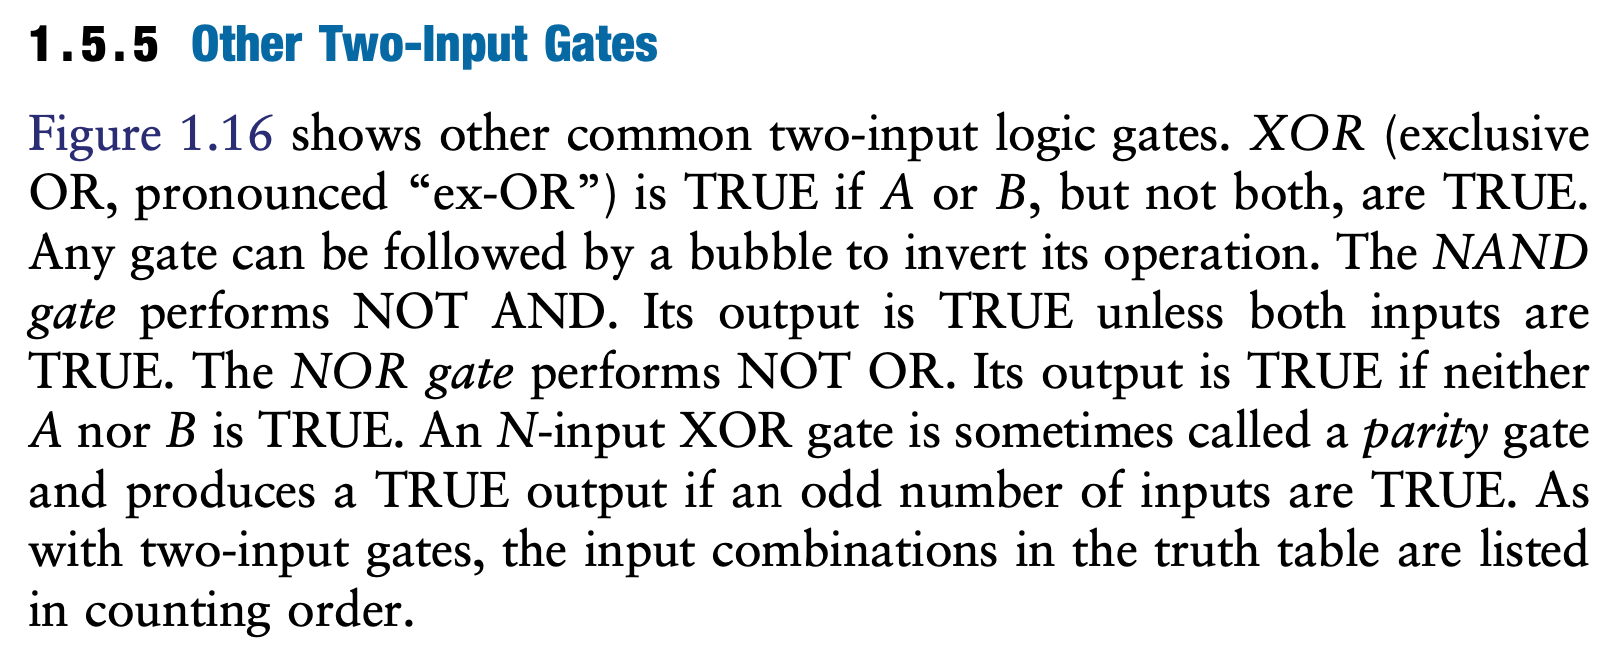 1.5.5 Other Two-Input Gates
Figure 1.16 shows other common two-input logic gates. XOR (exclusive
OR, pronounced “ex-OR”) is TRUE if A or B, but not both, are TRUE.
Any gate can be followed by a bubble to invert its operation. The NAND
gate performs NOT AND. Its output is TRUE unless both inputs are
TRUE. The NOR gate performs NOT OR. Its output is TRUE if neither
A nor B is TRUE. An N-input XOR gate is sometimes called a parity gate
and produces a TRUE output if an odd number of inputs are TRUE. As
with two-input gates, the input combinations in the truth table are listed
in counting order.